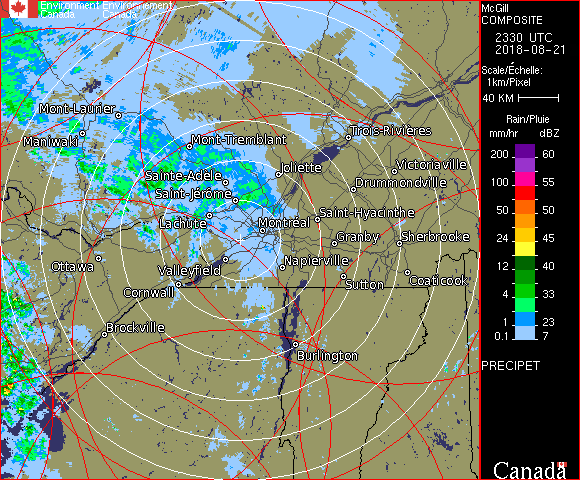 Environment Environnement
Canada Canada
McGill
COMPOSITE
2330 UTC
2018-08-21
Scale/Échelle:
1km/Pixel
40 KM
Rain/Pluie
mm/hr dBZ
200 60
100 55
50 50
45
24 40
12 40
8 33
4 23
0.1 7
Mont-Laurier
Maniwaki
Mont-Tremblant
Trois-Rivières
Sainte-Adèle
Joliette
Victoriaville
Saint-Jérôme
Drummondville
Lachute
Montréal
Saint-Hyacinthe
Granby
Sherbrooke
Ottawa
Valleyfield
Napierville
Cornwall
Sutton
Coaticook
Brockville
Burlington
PRECIPET
Canada